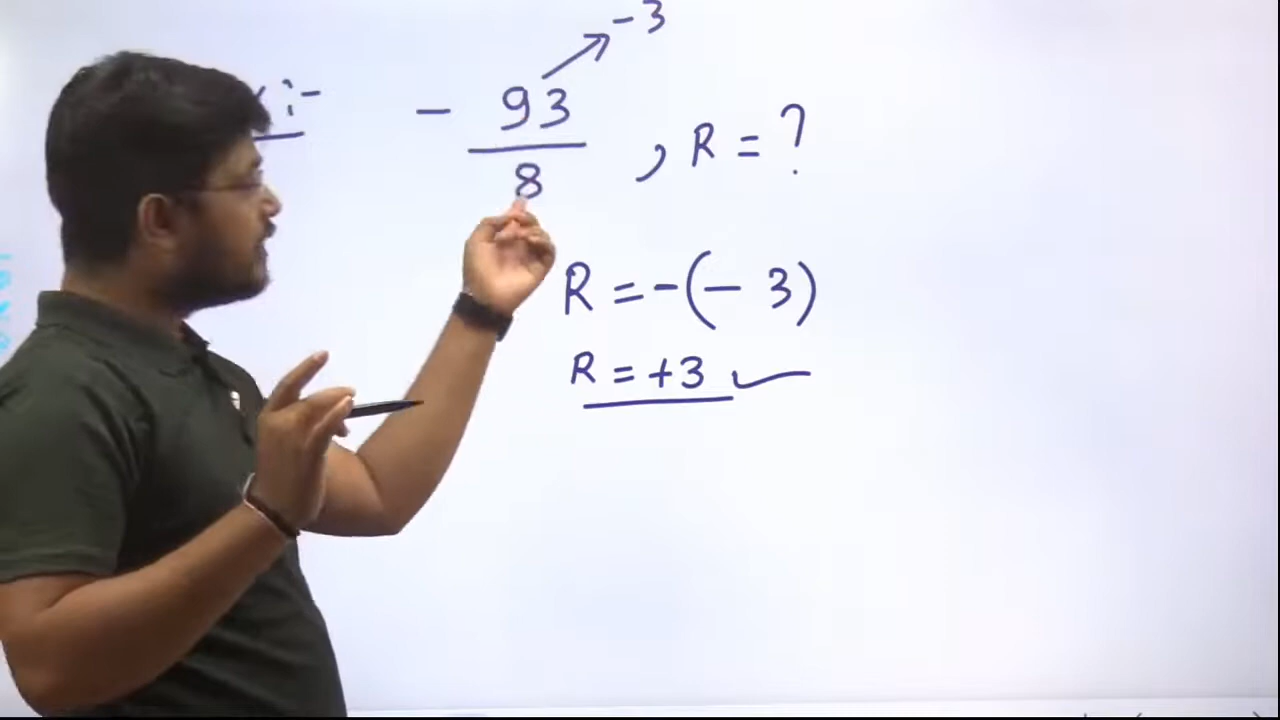 -3
- 93/8 , R = ?
R = -(- 3)
R = +3 ✓